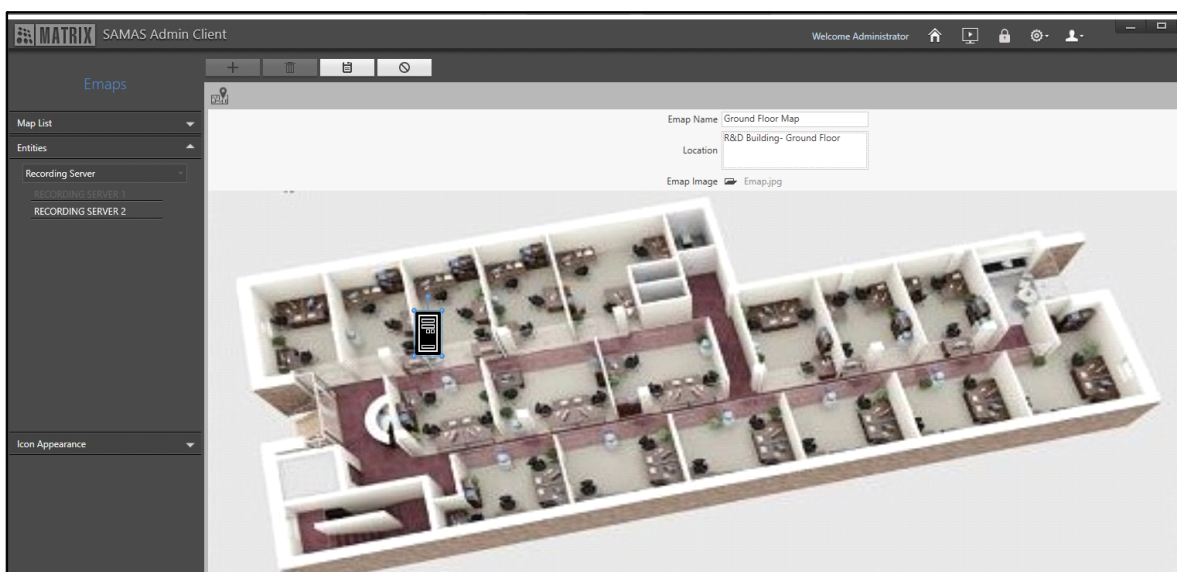 MATRIX SAMAS Admin Client
Welcome Administrator
Emaps
Map List
Entities
Recording Server
RECORDING SERVER 1
RECORDING SERVER 2
Icon Appearance
Emap Name Ground Floor Map
Location R&D Building- Ground Floor
Emap Image Emap.jpg